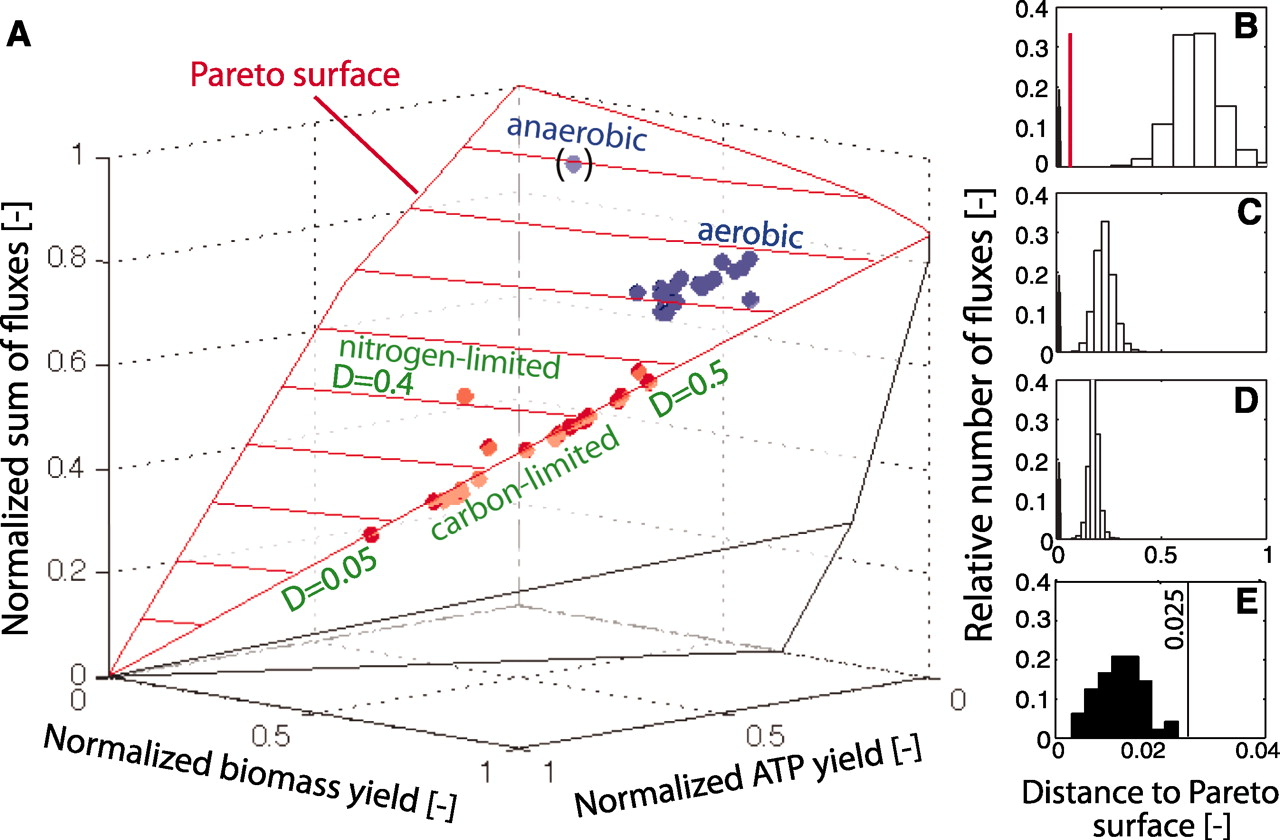 A
Pareto surface
anaerobic
( )
aerobic
nitrogen-limited
D=0.4
D=0.5
carbon-limited
D=0.05
Normalized sum of fluxes [-]
1
0.8
0.6
0.4
0.2
0
0
0.5
1
Normalized biomass yield [-]
1
0.5
0
Normalized ATP yield [-]
Relative number of fluxes [-]
B
0.4
0.3
0.2
0.1
0
C
0.4
0.3
0.2
0.1
0
D
0.4
0.3
0.2
0.1
0
0
0.5
1
E
0.025
0.4
0.3
0.2
0.1
0
0
0.02
0.04
Distance to Pareto
surface [-]